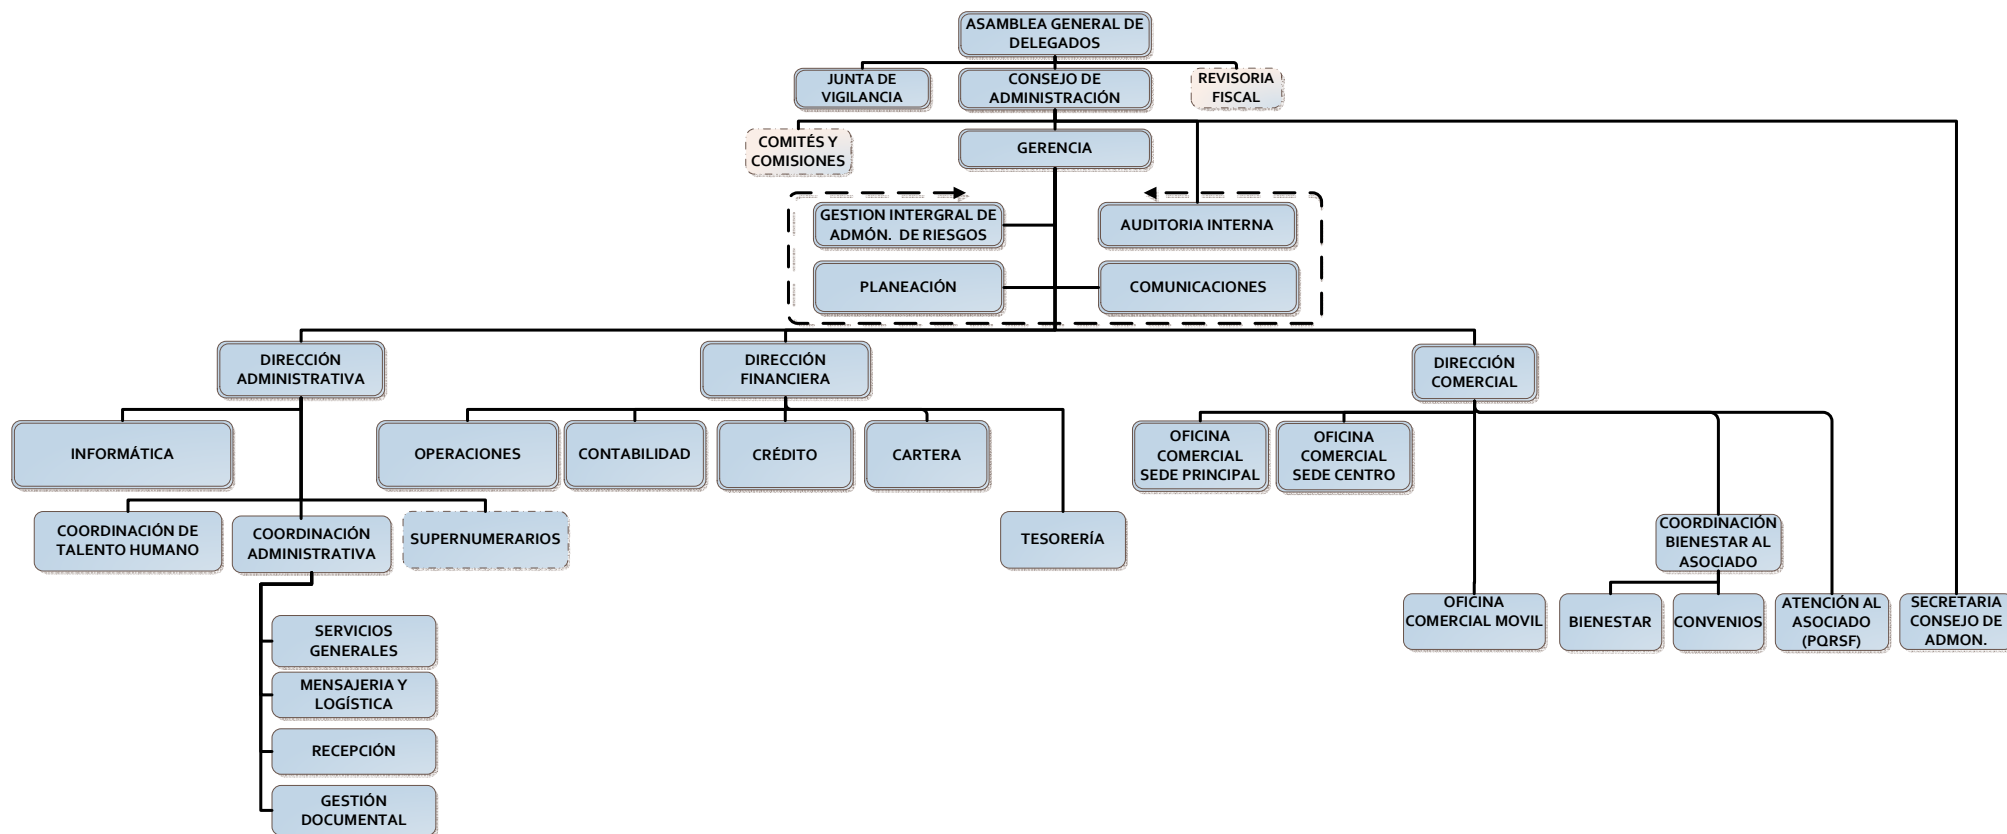 ASAMBLEA GENERAL DE
DELEGADOS
JUNTA DE
VIGILANCIA
CONSEJO DE
ADMINISTRACIÓN
REVISORIA
FISCAL
COMITÉS Y
COMISIONES
GERENCIA
GESTION INTERGRAL DE
ADMÓN. DE RIESGOS
AUDITORIA INTERNA
PLANEACIÓN
COMUNICACIONES
DIRECCIÓN
ADMINISTRATIVA
DIRECCIÓN
FINANCIERA
DIRECCIÓN
COMERCIAL
INFORMÁTICA
OPERACIONES
CONTABILIDAD
CRÉDITO
CARTERA
OFICINA
COMERCIAL
SEDE PRINCIPAL
OFICINA
COMERCIAL
SEDE CENTRO
COORDINACIÓN DE
TALENTO HUMANO
COORDINACIÓN
ADMINISTRATIVA
SUPERNUMERARIOS
TESORERÍA
COORDINACIÓN
BIENESTAR AL
ASOCIADO
OFICINA
COMERCIAL MOVIL
BIENESTAR
CONVENIOS
ATENCIÓN AL
ASOCIADO
(PQRSF)
SECRETARIA
CONSEJO DE
ADMON.
SERVICIOS
GENERALES
MENSAJERIA Y
LOGÍSTICA
RECEPCIÓN
GESTIÓN
DOCUMENTAL